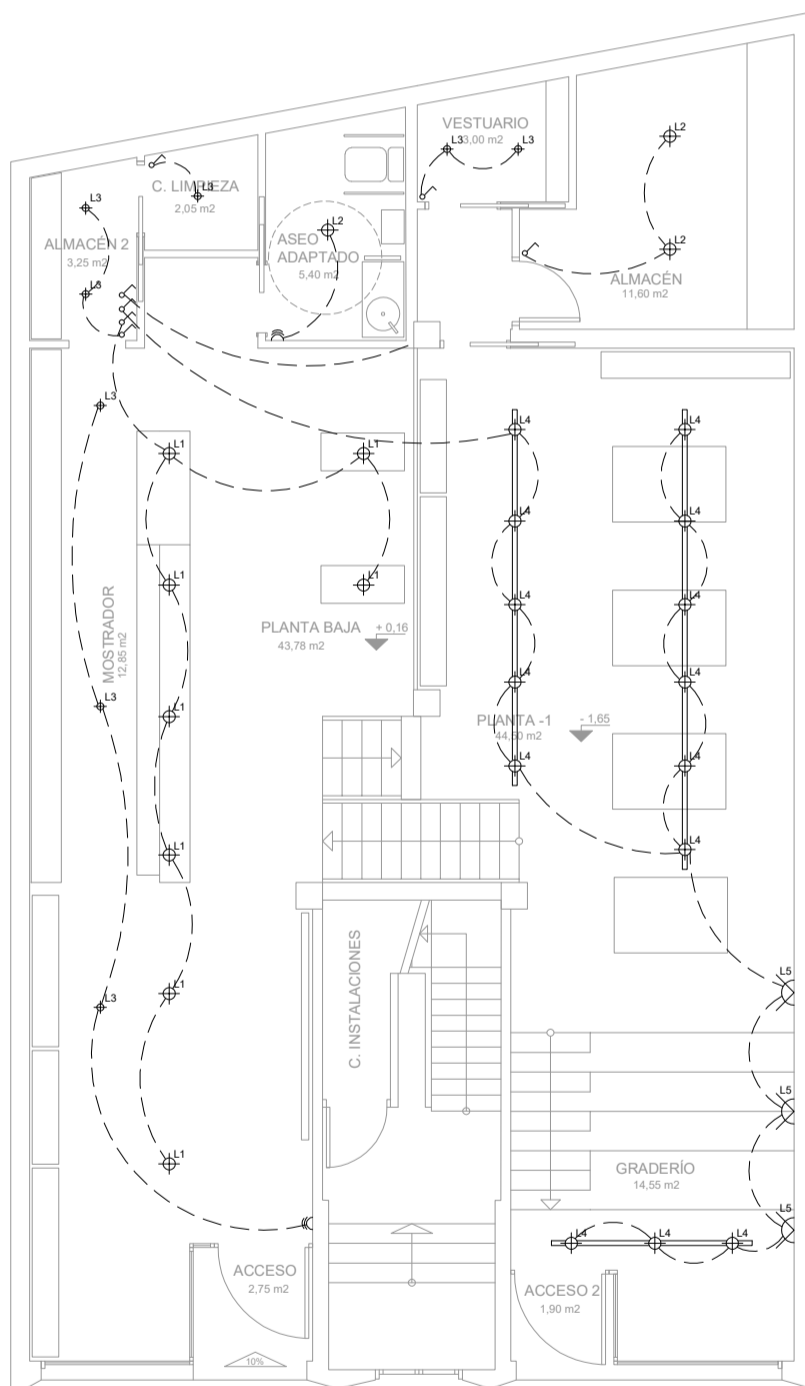 VESTUARIO
3,00 m2
L3
L3
L2
C. LIMPIEZA
2,05 m2
L3
L3
L2
ASEO
ADAPTADO
5,40 m2
ALMACÉN 2
3,25 m2
L2
ALMACÉN
11,60 m2
L3
L3
L4
L4
L1
L1
L4
L4
L1
L1
L4
L4
MOSTRADOR
12,85 m2
PLANTA BAJA
+ 0,16
43,78 m2
L4
L4
L3
L1
PLANTA -1
- 1,65
44,50 m2
L4
L4
L1
L4
C. INSTALACIONES
L5
L1
L3
L5
L1
GRADERÍO
14,55 m2
L5
L4
L4
L4
ACCESO
2,75 m2
ACCESO 2
1,90 m2
10%